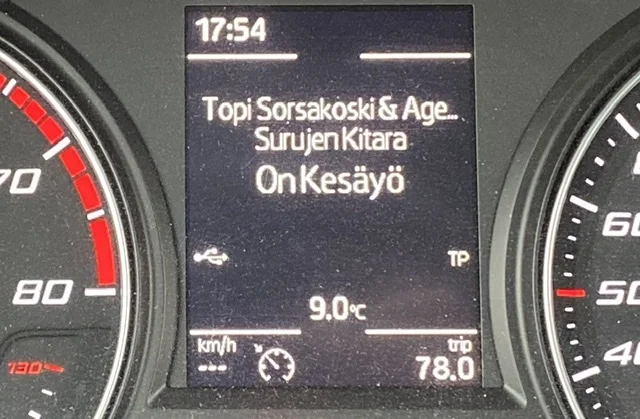 17:54
Topi Sorsakoski & Age...
Surujen Kitara
On Kesäyö
TP
9.0°C
km/h
---
trip
78.0
70
80
130
60
50
40